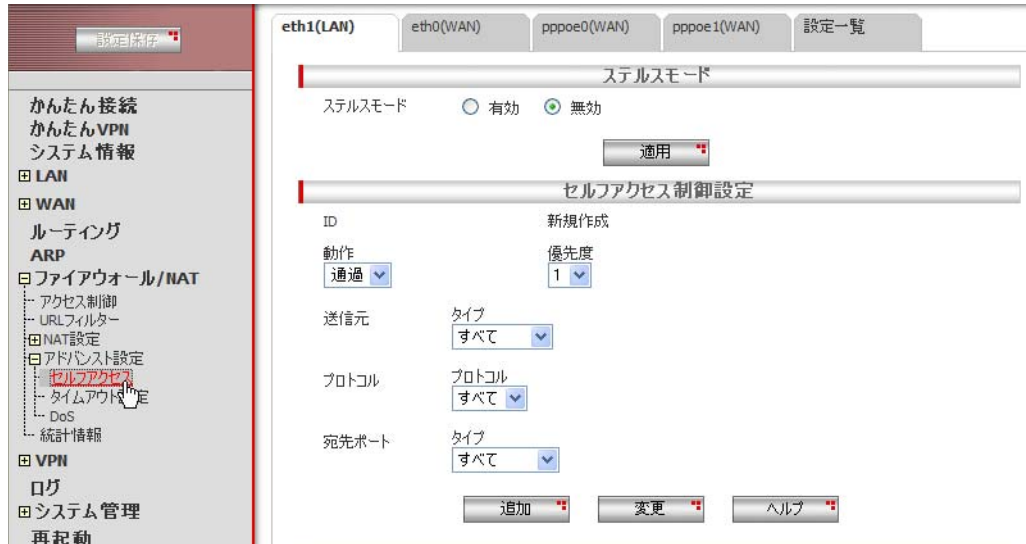 設定保存
かんたん接続
かんたんVPN
システム情報
LAN
WAN
ルーティング
ARP
ファイアウォール/NAT
アクセス制御
URLフィルター
NAT設定
アドバンスト設定
セルフアクセス
タイムアウト設定
DoS
統計情報
VPN
ログ
システム管理
再起動
eth1(LAN) eth0(WAN) pppoe0(WAN) pppoe1(WAN) 設定一覧
ステルスモード
ステルスモード 有効 無効
適用
セルフアクセス制御設定
ID 新規作成
動作 優先度
通過 1
送信元 タイプ
すべて
プロトコル プロトコル
すべて
宛先ポート タイプ
すべて
追加 変更 ヘルプ